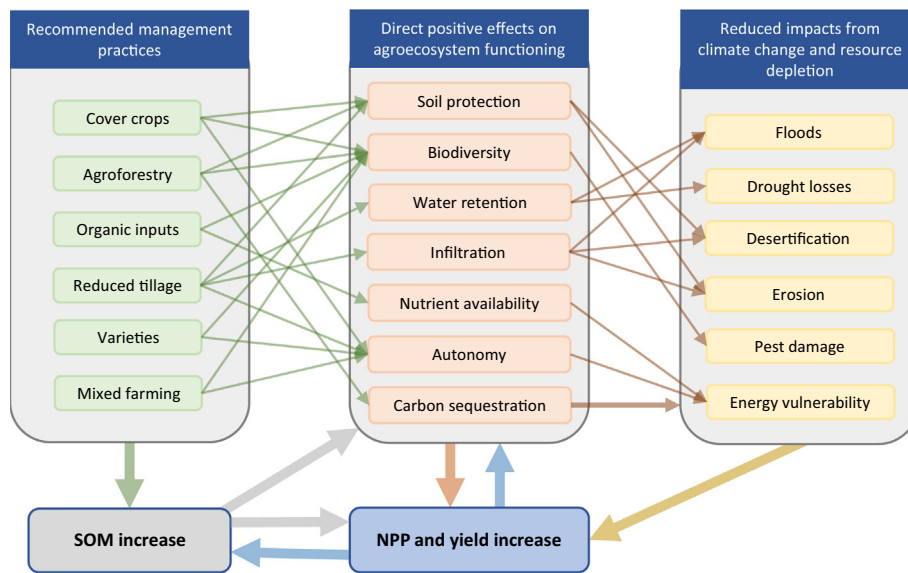 Recommended management
practices
Direct positive effects on
agroecosystem functioning
Reduced impacts from
climate change and resource
depletion
Cover crops
Agroforestry
Organic inputs
Reduced tillage
Varieties
Mixed farming
Soil protection
Biodiversity
Water retention
Infiltration
Nutrient availability
Autonomy
Carbon sequestration
Floods
Drought losses
Desertification
Erosion
Pest damage
Energy vulnerability
SOM increase
NPP and yield increase